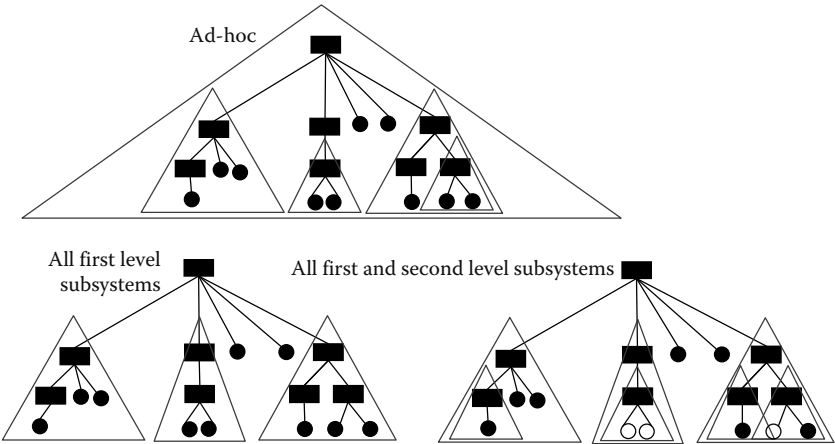 Ad-hoc
All first level
subsystems
All first and second level subsystems